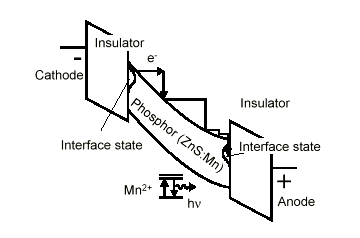 Insulator
e-
-
Cathode
Phosphor (ZnS:Mn)
Insulator
Interface state
Interface state
Mn2+
hν
+
Anode